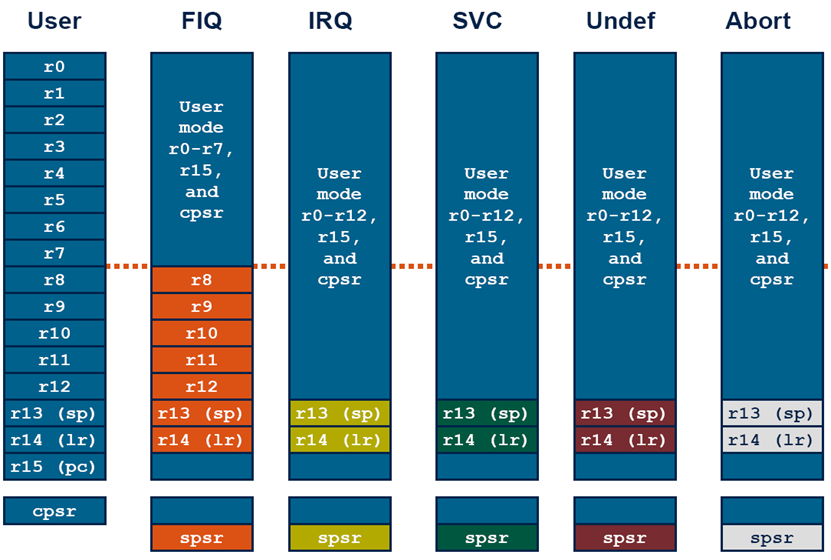 User FIQ IRQ SVC Undef Abort
r0
r1
r2
r3
r4
r5
r6
r7
r8
r9
r10
r11
r12
r13 (sp)
r14 (lr)
r15 (pc)
cpsr
User
mode
r0-r7,
r15,
and
cpsr
r8
r9
r10
r11
r12
r13 (sp)
r14 (lr)
spsr
User
mode
r0-r12,
r15,
and
cpsr
r13 (sp)
r14 (lr)
spsr
User
mode
r0-r12,
r15,
and
cpsr
r13 (sp)
r14 (lr)
spsr
User
mode
r0-r12,
r15,
and
cpsr
r13 (sp)
r14 (lr)
spsr
User
mode
r0-r12,
r15,
and
cpsr
r13 (sp)
r14 (lr)
spsr